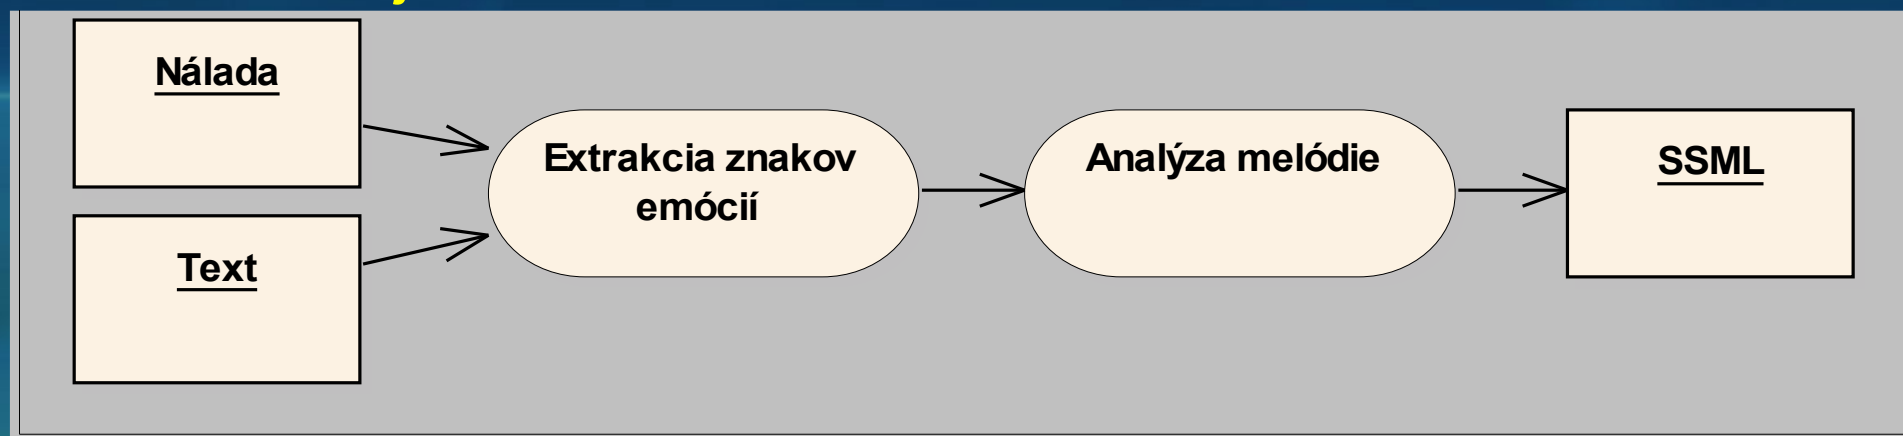 Nálada
Text
Extrakcia znakov
emócií
Analýza melódie
SSML